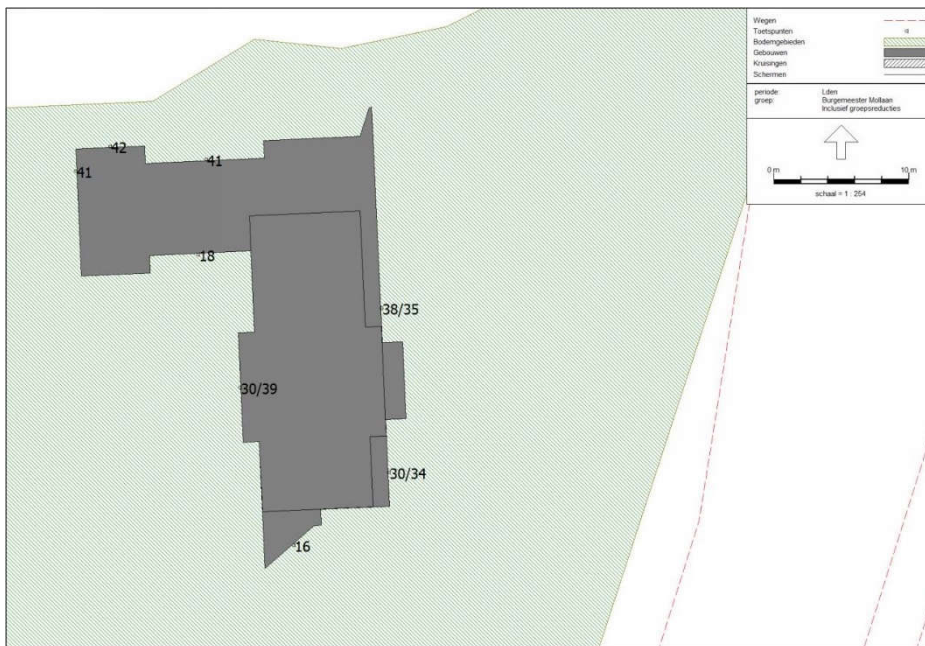 Wegen
Toetspunten
Bodemgebieden
Gebouwen
Kruisingen
Schermen
periode: Lden
groep: Burgemeester Mollaan
Inclusief groepsreducties
0 m 10 m
schaal = 1 : 254
42
41
41
18
38/35
30/39
30/34
16